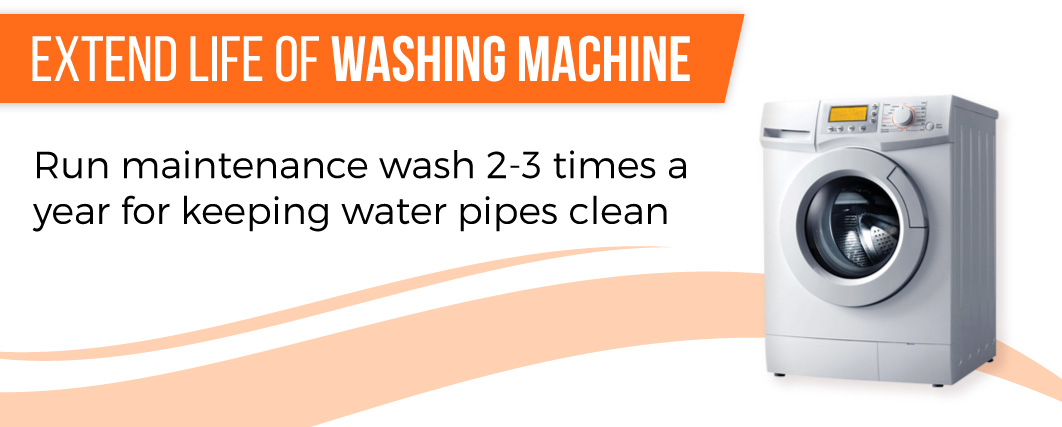 EXTEND LIFE OF WASHING MACHINE
Run maintenance wash 2-3 times a
year for keeping water pipes clean